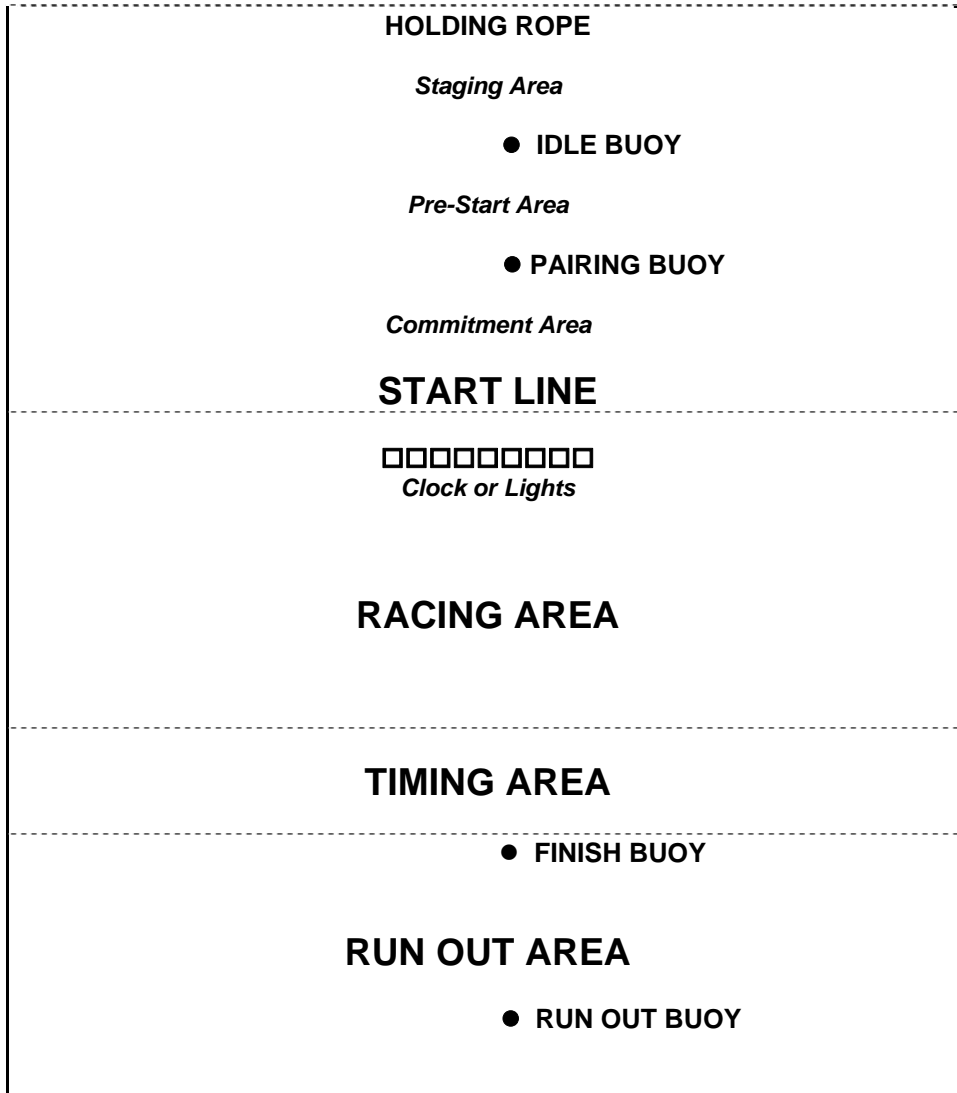 HOLDING ROPE
Staging Area
IDLE BUOY
Pre-Start Area
PAIRING BUOY
Commitment Area
START LINE
Clock or Lights
RACING AREA
TIMING AREA
FINISH BUOY
RUN OUT AREA
RUN OUT BUOY